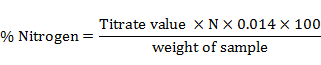 % Nitrogen = Titrate value × N × 0.014 × 100
weight of sample